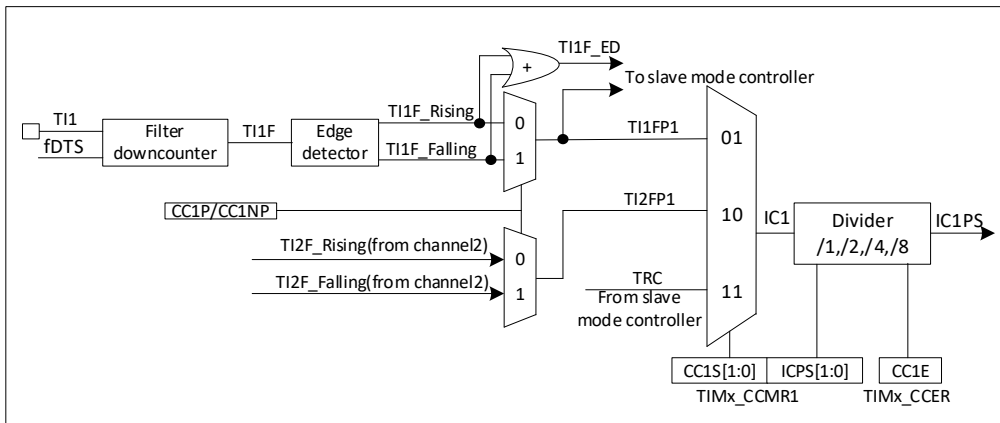 TI1F_ED
To slave mode controller
TI1
fDTS
Filter
downcounter
TI1F
Edge
detector
TI1F_Rising
TI1F_Falling
+
0
1
TI1FP1
01
CC1P/CC1NP
TI2FP1
10
TI2F_Rising(from channel2)
TI2F_Falling(from channel2)
0
1
TRC
From slave
mode controller
11
IC1
Divider
/1,/2,/4,/8
IC1PS
CC1S[1:0]
ICPS[1:0]
CC1E
TIMx_CCMR1
TIMx_CCER